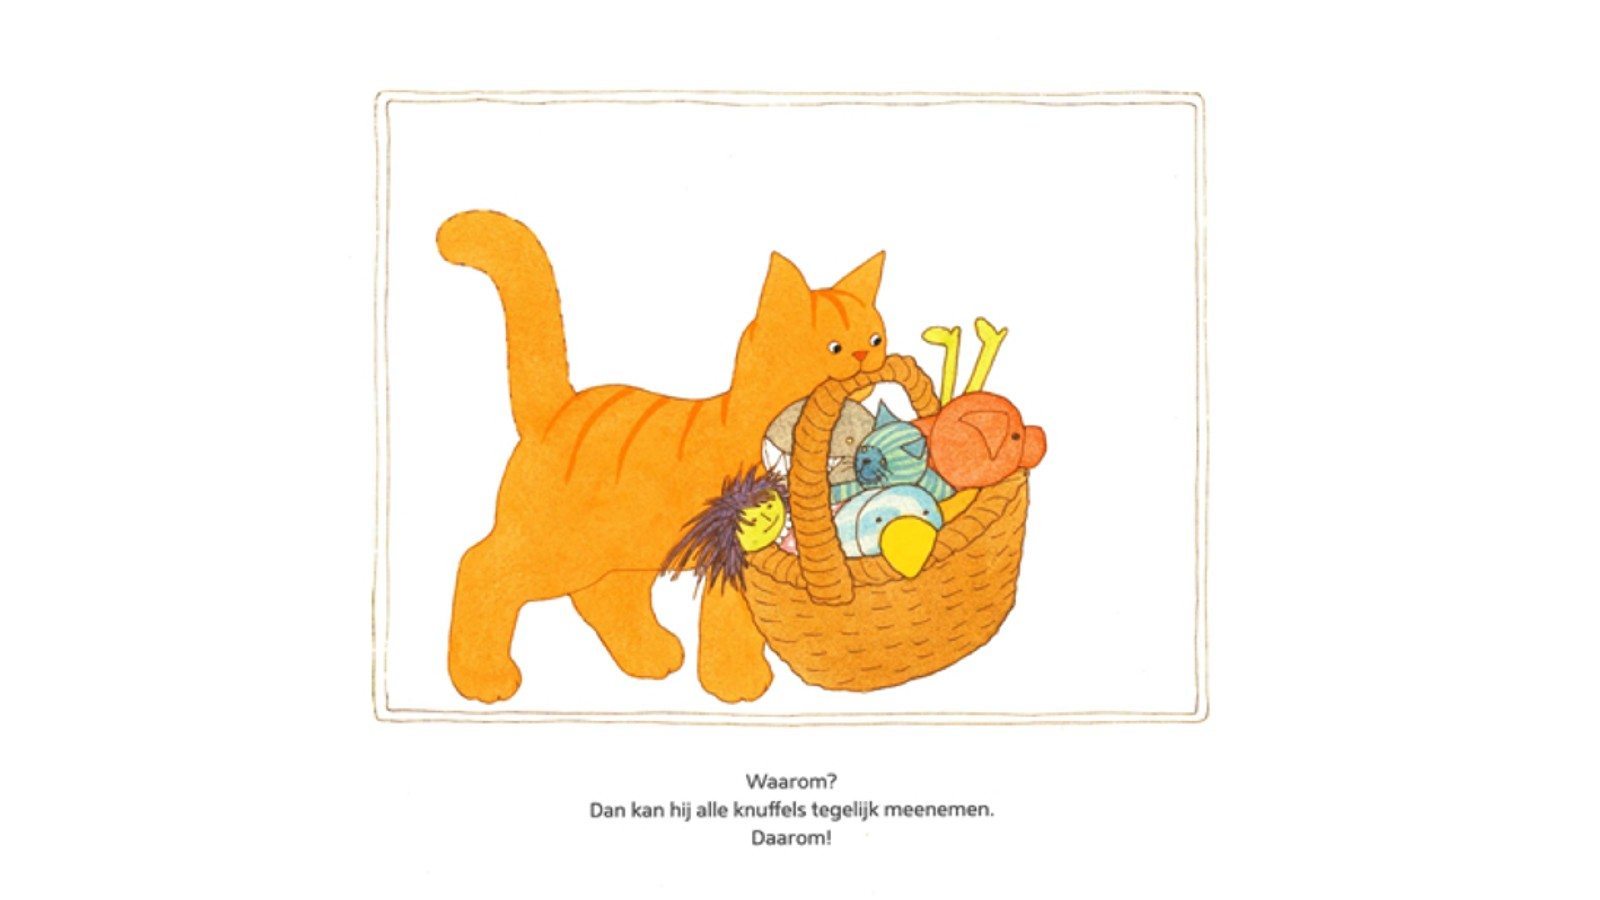 Waarom?
Dan kan hij alle knuffels tegelijk meenemen.
Daarom!